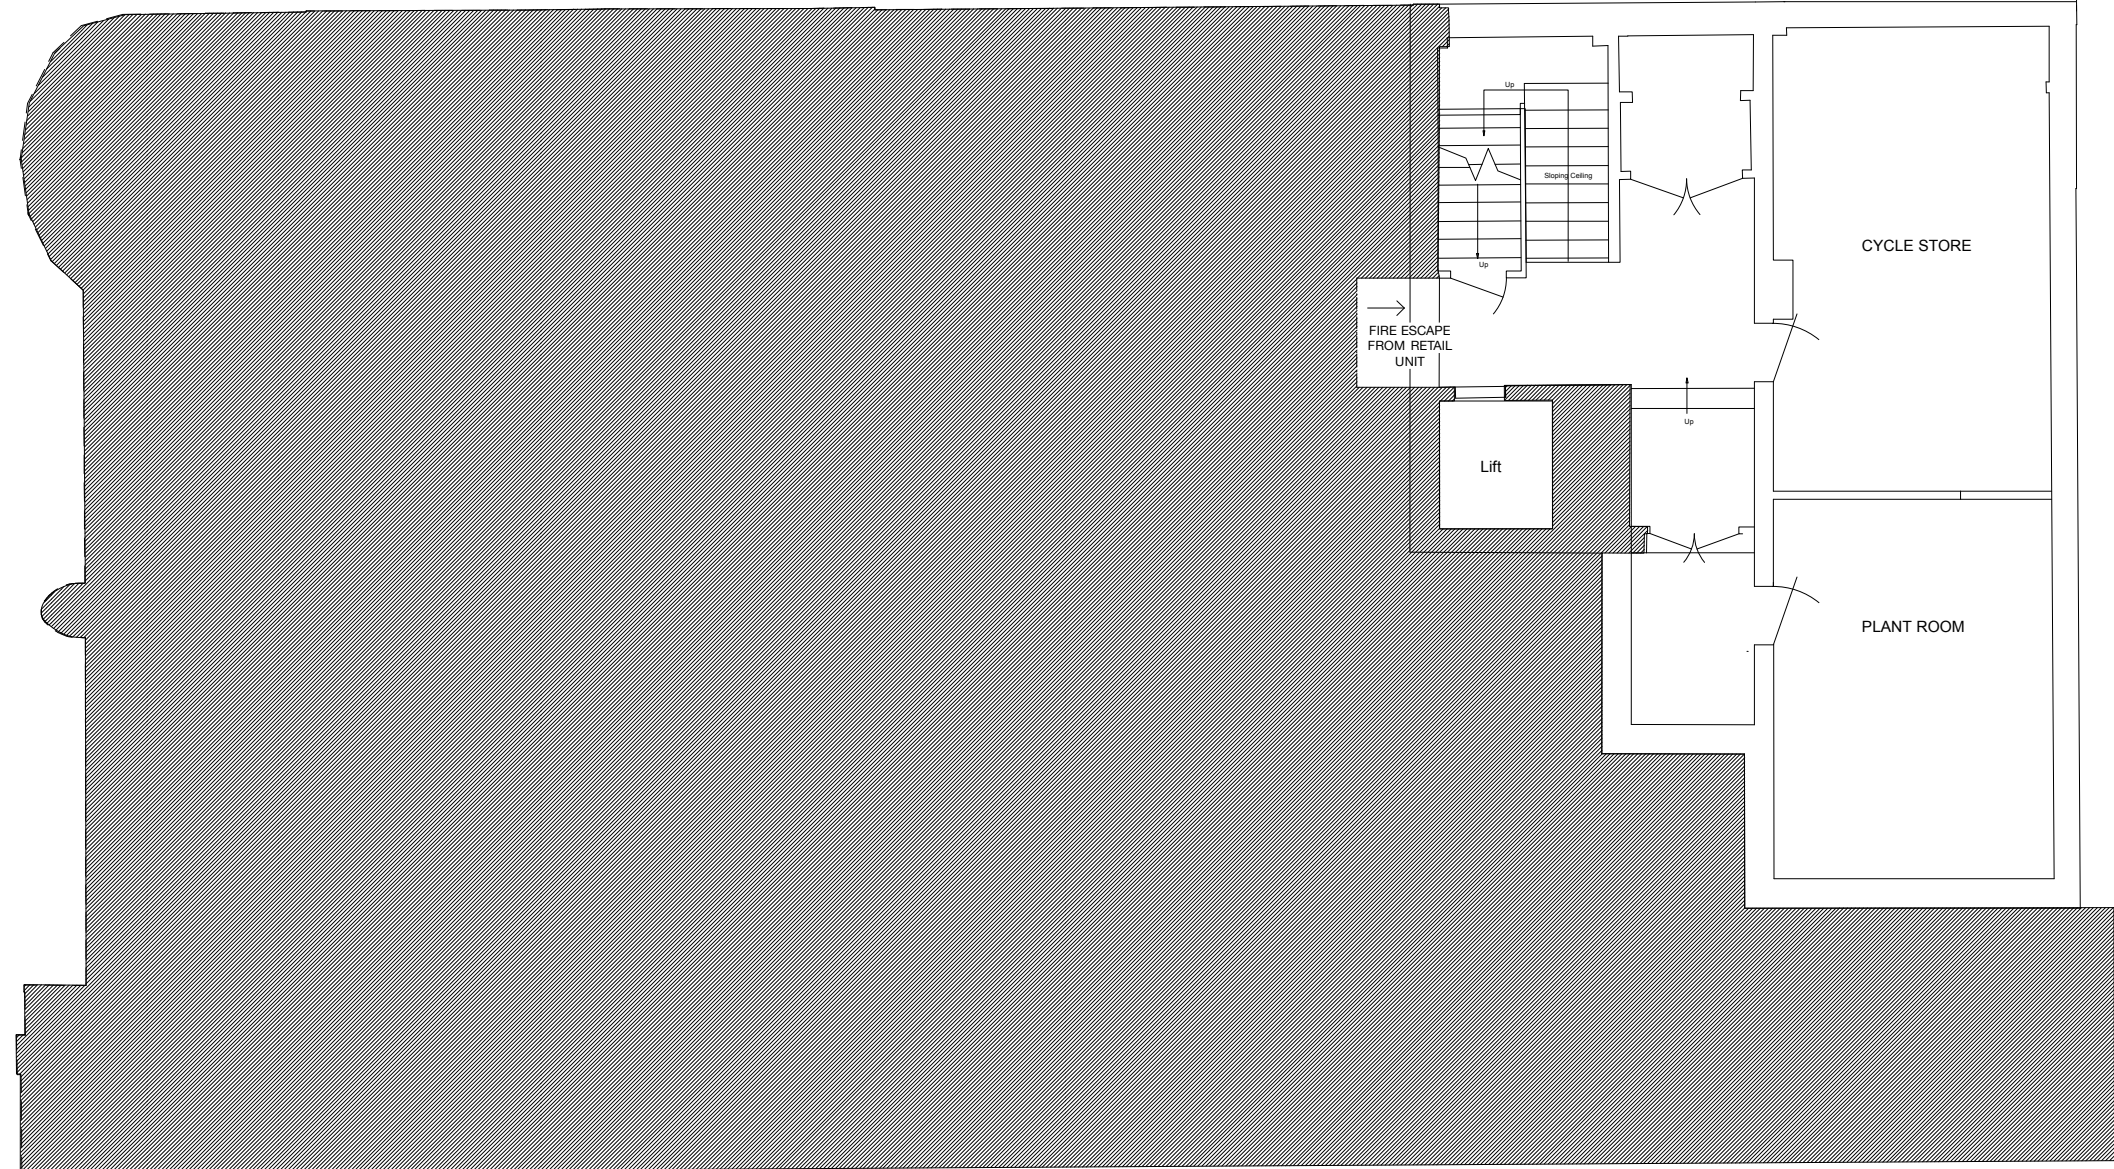 Up
Sloping Ceiling
CYCLE STORE
Up
FIRE ESCAPE
FROM RETAIL
UNIT
Up
Lift
PLANT ROOM